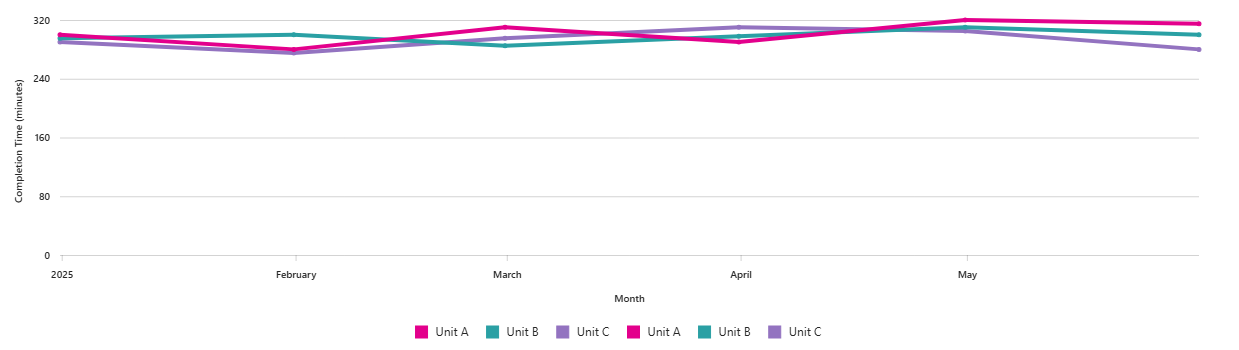 320
240
160
80
0
Completion Time (minutes)
2025 February March April May
Month
Unit A Unit B Unit C Unit A Unit B Unit C